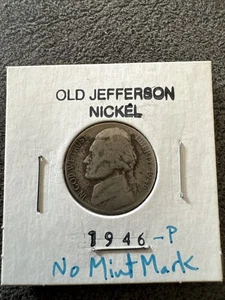 OLD JEFFERSON
NICKEL
1946 -P
No Mint Mark